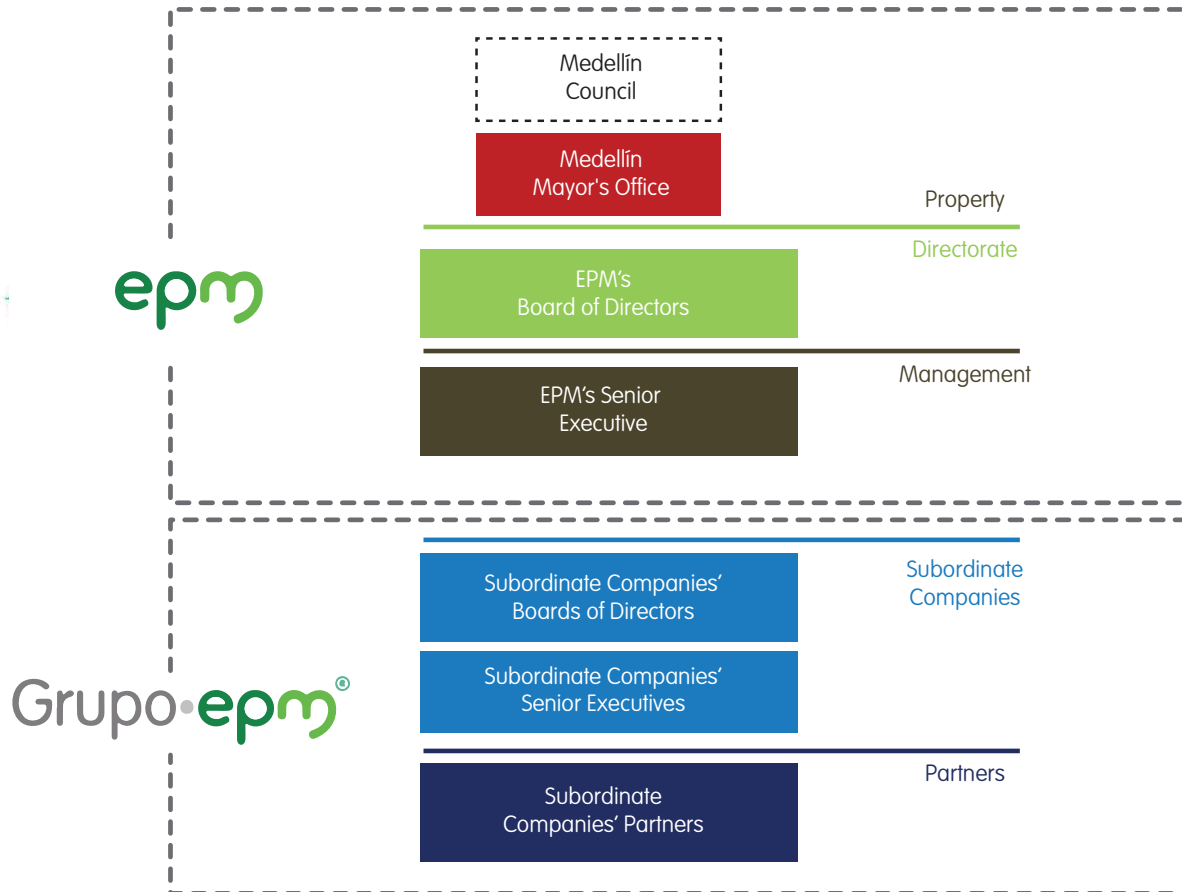 Medellín
Council
Medellín
Mayor's Office
Property
Directorate
epm
EPM's
Board of Directors
Management
EPM's Senior
Executive
Subordinate Companies'
Boards of Directors
Subordinate
Companies
Subordinate Companies'
Senior Executives
Grupo·epm®
Partners
Subordinate
Companies' Partners